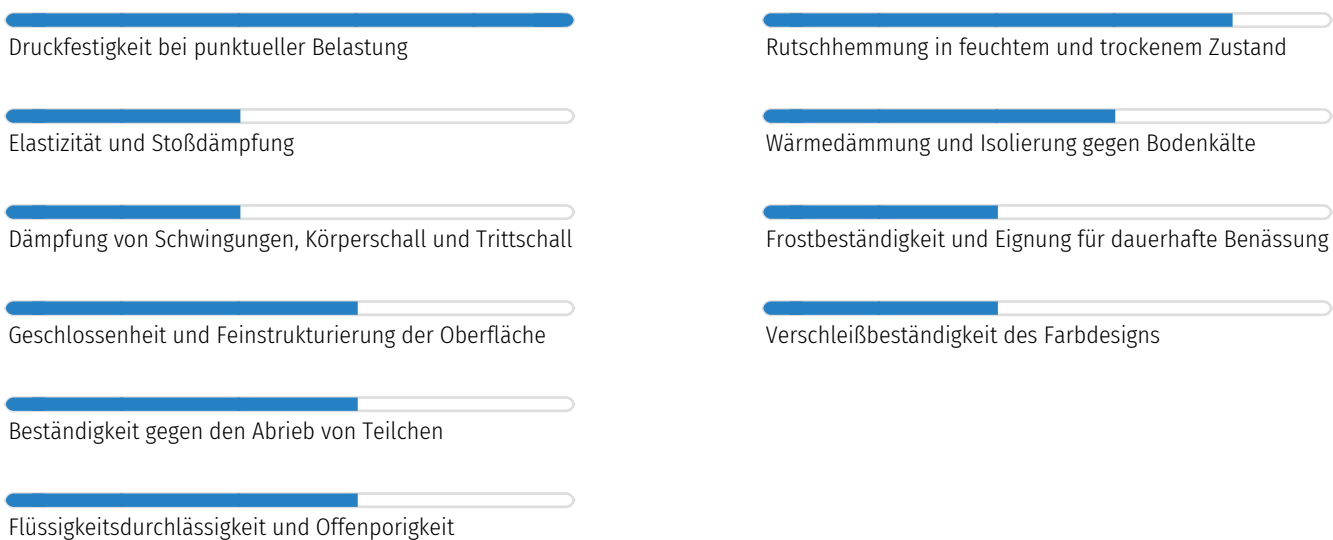 Druckfestigkeit bei punktueller Belastung
Elastizität und Stoßdämpfung
Dämpfung von Schwingungen, Körperschall und Trittschall
Geschlossenheit und Feinstrukturierung der Oberfläche
Beständigkeit gegen den Abrieb von Teilchen
Flüssigkeitsdurchlässigkeit und Offenporigkeit
Rutschhemmung in feuchtem und trockenem Zustand
Wärmedämmung und Isolierung gegen Bodenkälte
Frostbeständigkeit und Eignung für dauerhafte Benässung
Verschleißbeständigkeit des Farbdesigns